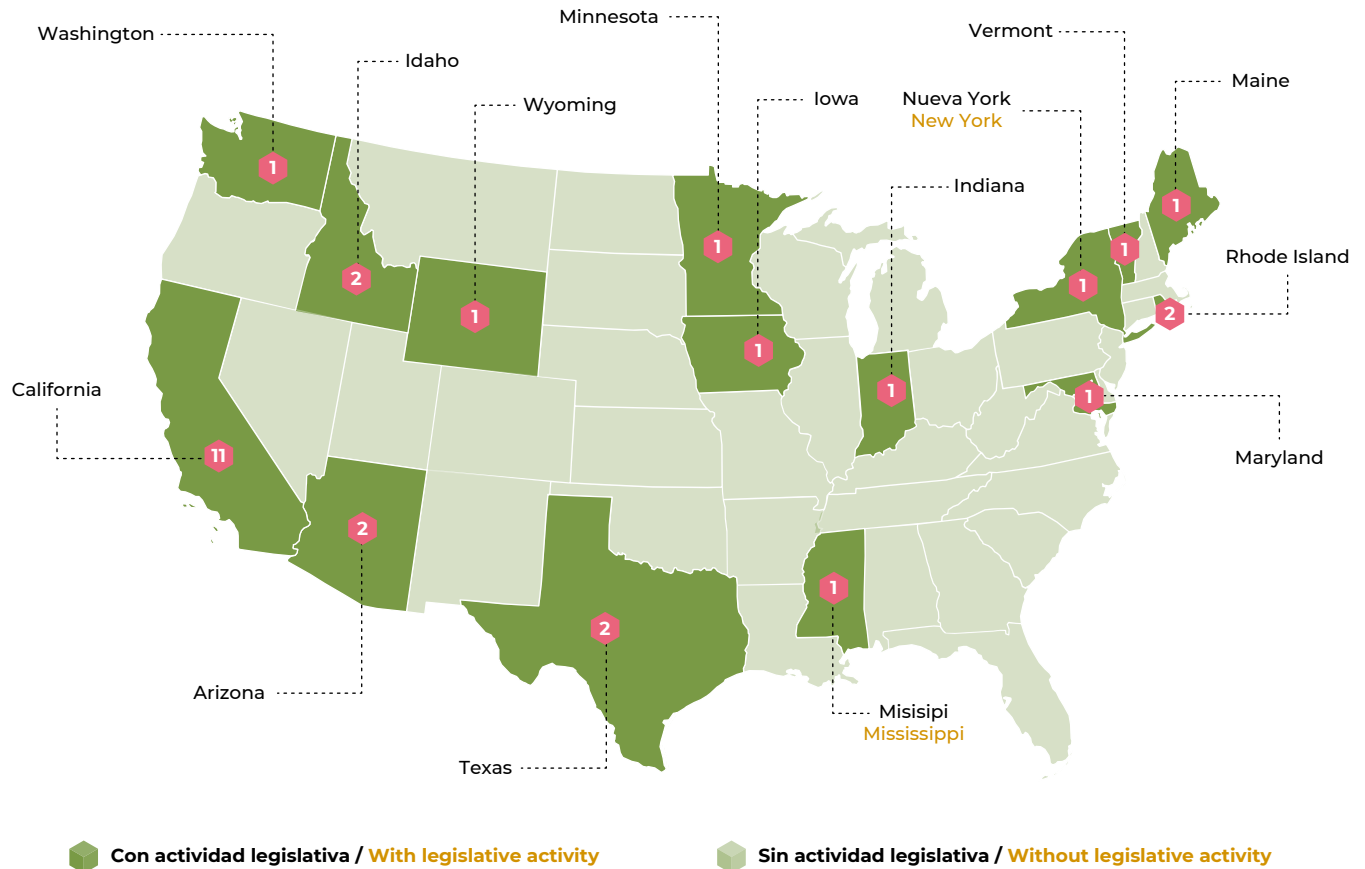 Minnesota
Washington
Vermont
Idaho
Maine
Wyoming
Iowa
Nueva York
New York
Indiana
Rhode Island
California
Maryland
Arizona
Misisipi
Mississippi
Texas
1
2
1
1
1
1
1
1
1
2
1
11
2
1
2
Con actividad legislativa / With legislative activity
Sin actividad legislativa / Without legislative activity